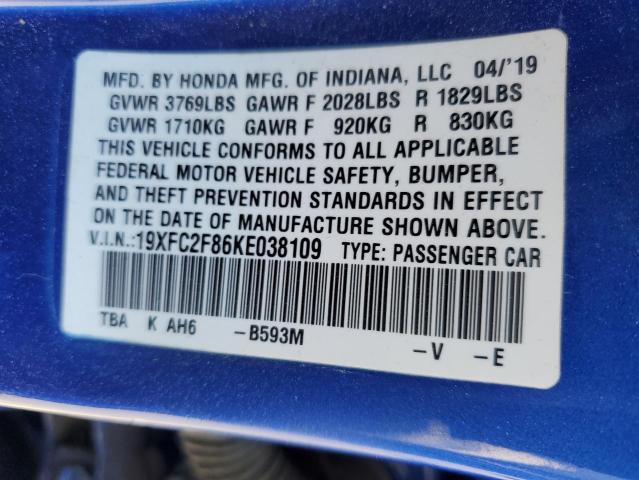 MFD. BY HONDA MFG. OF INDIANA, LLC 04/'19
GVWR 3769LBS GAWR F 2028LBS R 1829LBS
GVWR 1710KG GAWR F 920KG R 830KG
THIS VEHICLE CONFORMS TO ALL APPLICABLE
FEDERAL MOTOR VEHICLE SAFETY, BUMPER,
AND THEFT PREVENTION STANDARDS IN EFFECT
ON THE DATE OF MANUFACTURE SHOWN ABOVE.
V.I.N.:19XFC2F86KE038109 TYPE: PASSENGER CAR
TBA K AH6 -B593M -V -E